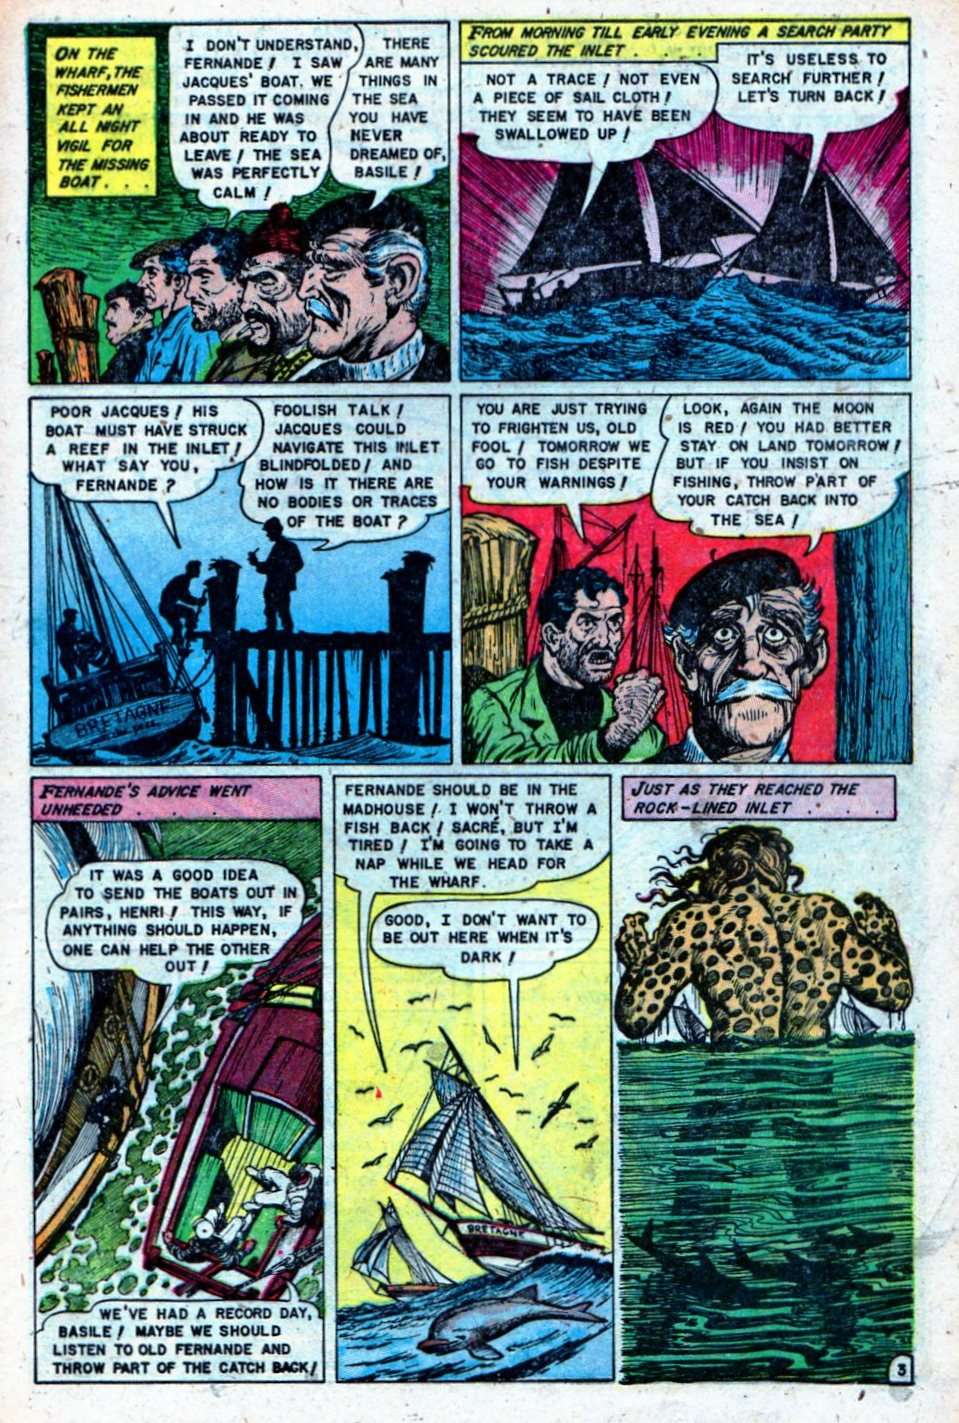 ON THE
WHARF, THE
FISHERMEN
KEPT AN
ALL NIGHT
VIGIL FOR
THE MISSING
BOAT . . .
I DON'T UNDERSTAND,
FERNANDE! I SAW
JACQUES' BOAT. WE
PASSED IT COMING
IN AND HE WAS
ABOUT READY TO
LEAVE! THE SEA
WAS PERFECTLY
CALM!
THERE
ARE MANY
THINGS IN
THE SEA
YOU HAVE
NEVER
DREAMED OF,
BASILE!
FROM MORNING TILL EARLY EVENING A SEARCH PARTY
SCOURED THE INLET . . . .
NOT A TRACE! NOT EVEN
A PIECE OF SAIL CLOTH!
THEY SEEM TO HAVE BEEN
SWALLOWED UP!
IT'S USELESS TO
SEARCH FURTHER!
LET'S TURN BACK!
POOR JACQUES! HIS
BOAT MUST HAVE STRUCK
A REEF IN THE INLET!
WHAT SAY YOU,
FERNANDE?
FOOLISH TALK!
JACQUES COULD
NAVIGATE THIS INLET
BLINDFOLDED! AND
HOW IS IT THERE ARE
NO BODIES OR TRACES
OF THE BOAT?
BRETAGNE
YOU ARE JUST TRYING
TO FRIGHTEN US, OLD
FOOL! TOMORROW WE
GO TO FISH DESPITE
YOUR WARNINGS!
LOOK, AGAIN THE MOON
IS RED! YOU HAD BETTER
STAY ON LAND TOMORROW!
BUT IF YOU INSIST ON
FISHING, THROW PART OF
YOUR CATCH BACK INTO
THE SEA!
FERNANDE'S ADVICE WENT
UNHEEDED . . . . .
IT WAS A GOOD IDEA
TO SEND THE BOATS OUT IN
PAIRS, HENRI! THIS WAY, IF
ANYTHING SHOULD HAPPEN,
ONE CAN HELP THE OTHER
OUT!
WE'VE HAD A RECORD DAY,
BASILE! MAYBE WE SHOULD
LISTEN TO OLD FERNANDE AND
THROW PART OF THE CATCH BACK!
FERNANDE SHOULD BE IN THE
MADHOUSE! I WON'T THROW A
FISH BACK! SACRÉ, BUT I'M
TIRED! I'M GOING TO TAKE A
NAP WHILE WE HEAD FOR
THE WHARF.
GOOD, I DON'T WANT TO
BE OUT HERE WHEN IT'S
DARK!
BRETAGNE
JUST AS THEY REACHED THE
ROCK-LINED INLET . . . . .
3